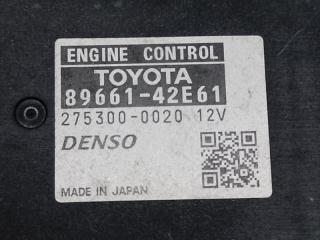 ENGINE CONTROL
TOYOTA
89661-42E61
275300-0020 12V
DENSO
MADE IN JAPAN